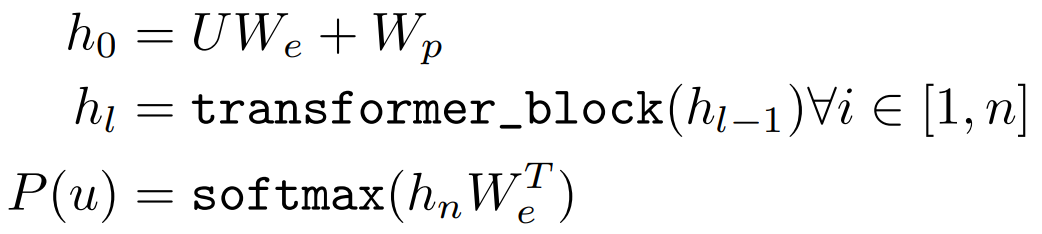 h_0 = UW_e + W_p
h_l = transformer_block(h_{l−1})∀i ∈ [1, n]
P(u) = softmax(h_n W_e^T)